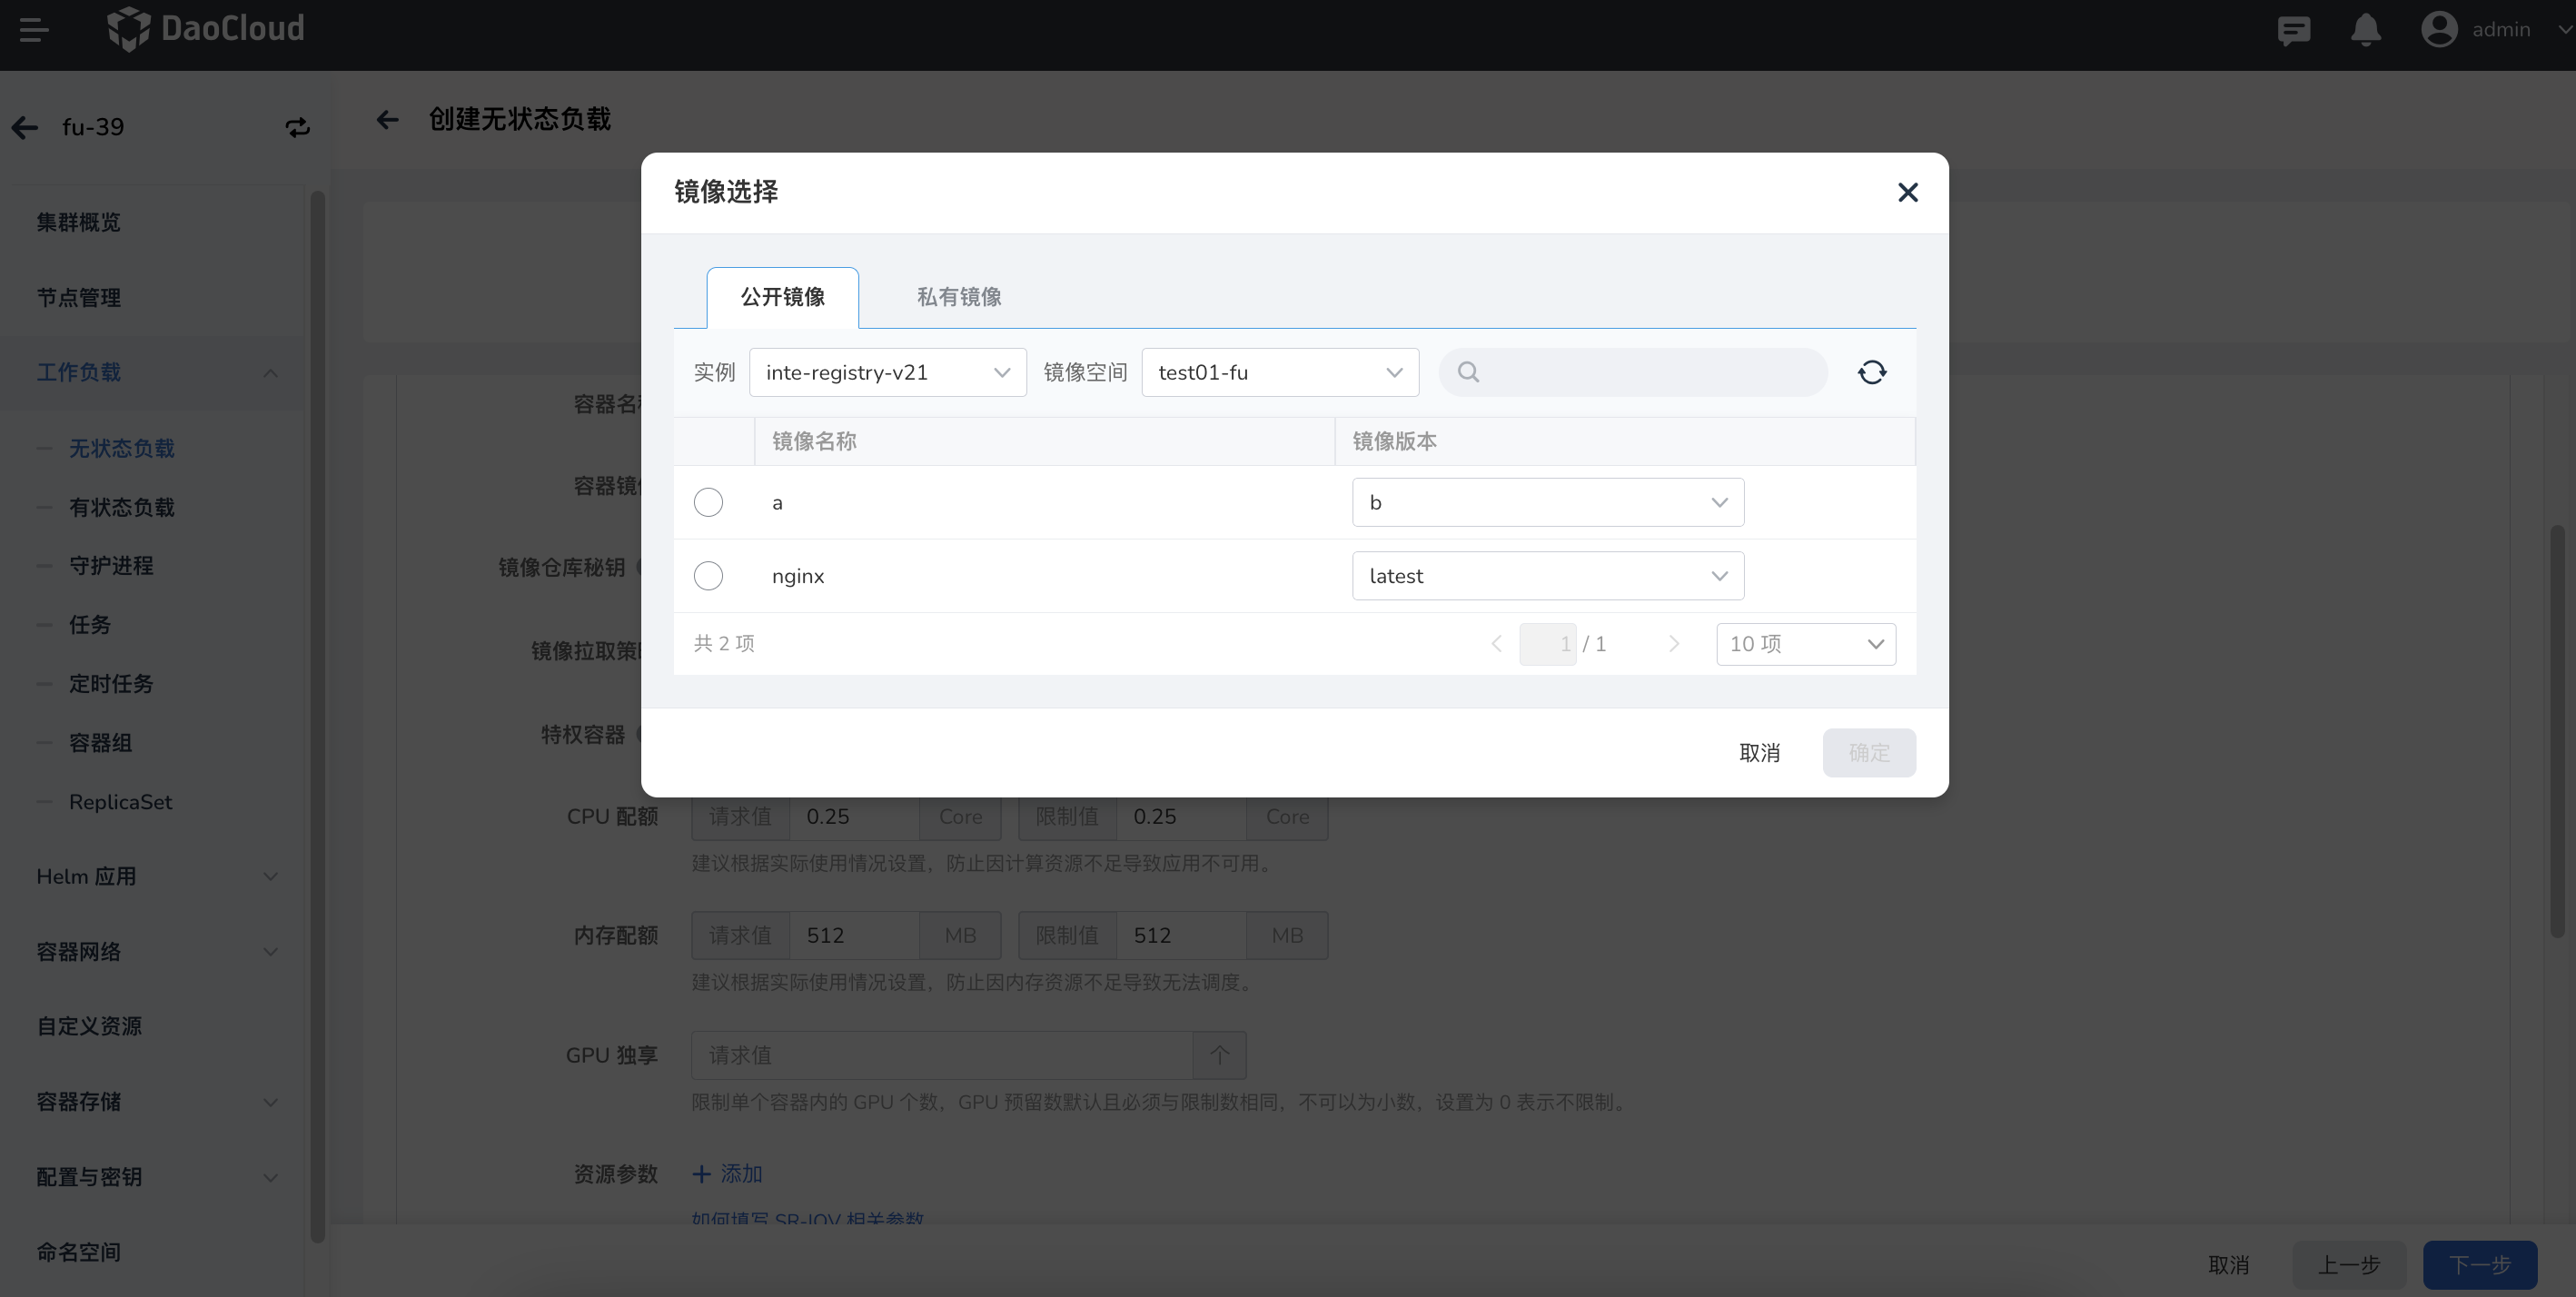 DaoCloud
admin
fu-39
创建无状态负载
集群概览
节点管理
工作负载
无状态负载
有状态负载
守护进程
任务
定时任务
容器组
ReplicaSet
Helm 应用
容器网络
自定义资源
容器存储
配置与密钥
命名空间
镜像选择
公开镜像 私有镜像
实例 inte-registry-v21 镜像空间 test01-fu
镜像名称 镜像版本
a b
nginx latest
共 2 项 1 / 1 10 项
取消 确定
容器名
容器镜
镜像仓库秘钥
镜像拉取策
特权容器
CPU 配额 请求值 0.25 Core 限制值 0.25 Core
建议根据实际使用情况设置，防止因计算资源不足导致应用不可用。
内存配额 请求值 512 MB 限制值 512 MB
建议根据实际使用情况设置，防止因内存资源不足导致无法调度。
GPU 独享 请求值 个
限制单个容器内的 GPU 个数，GPU 预留数默认且必须与限制数相同，不可以为小数，设置为 0 表示不限制。
资源参数 + 添加
如何填写 SR-IOV 相关参数
取消 上一步 下一步